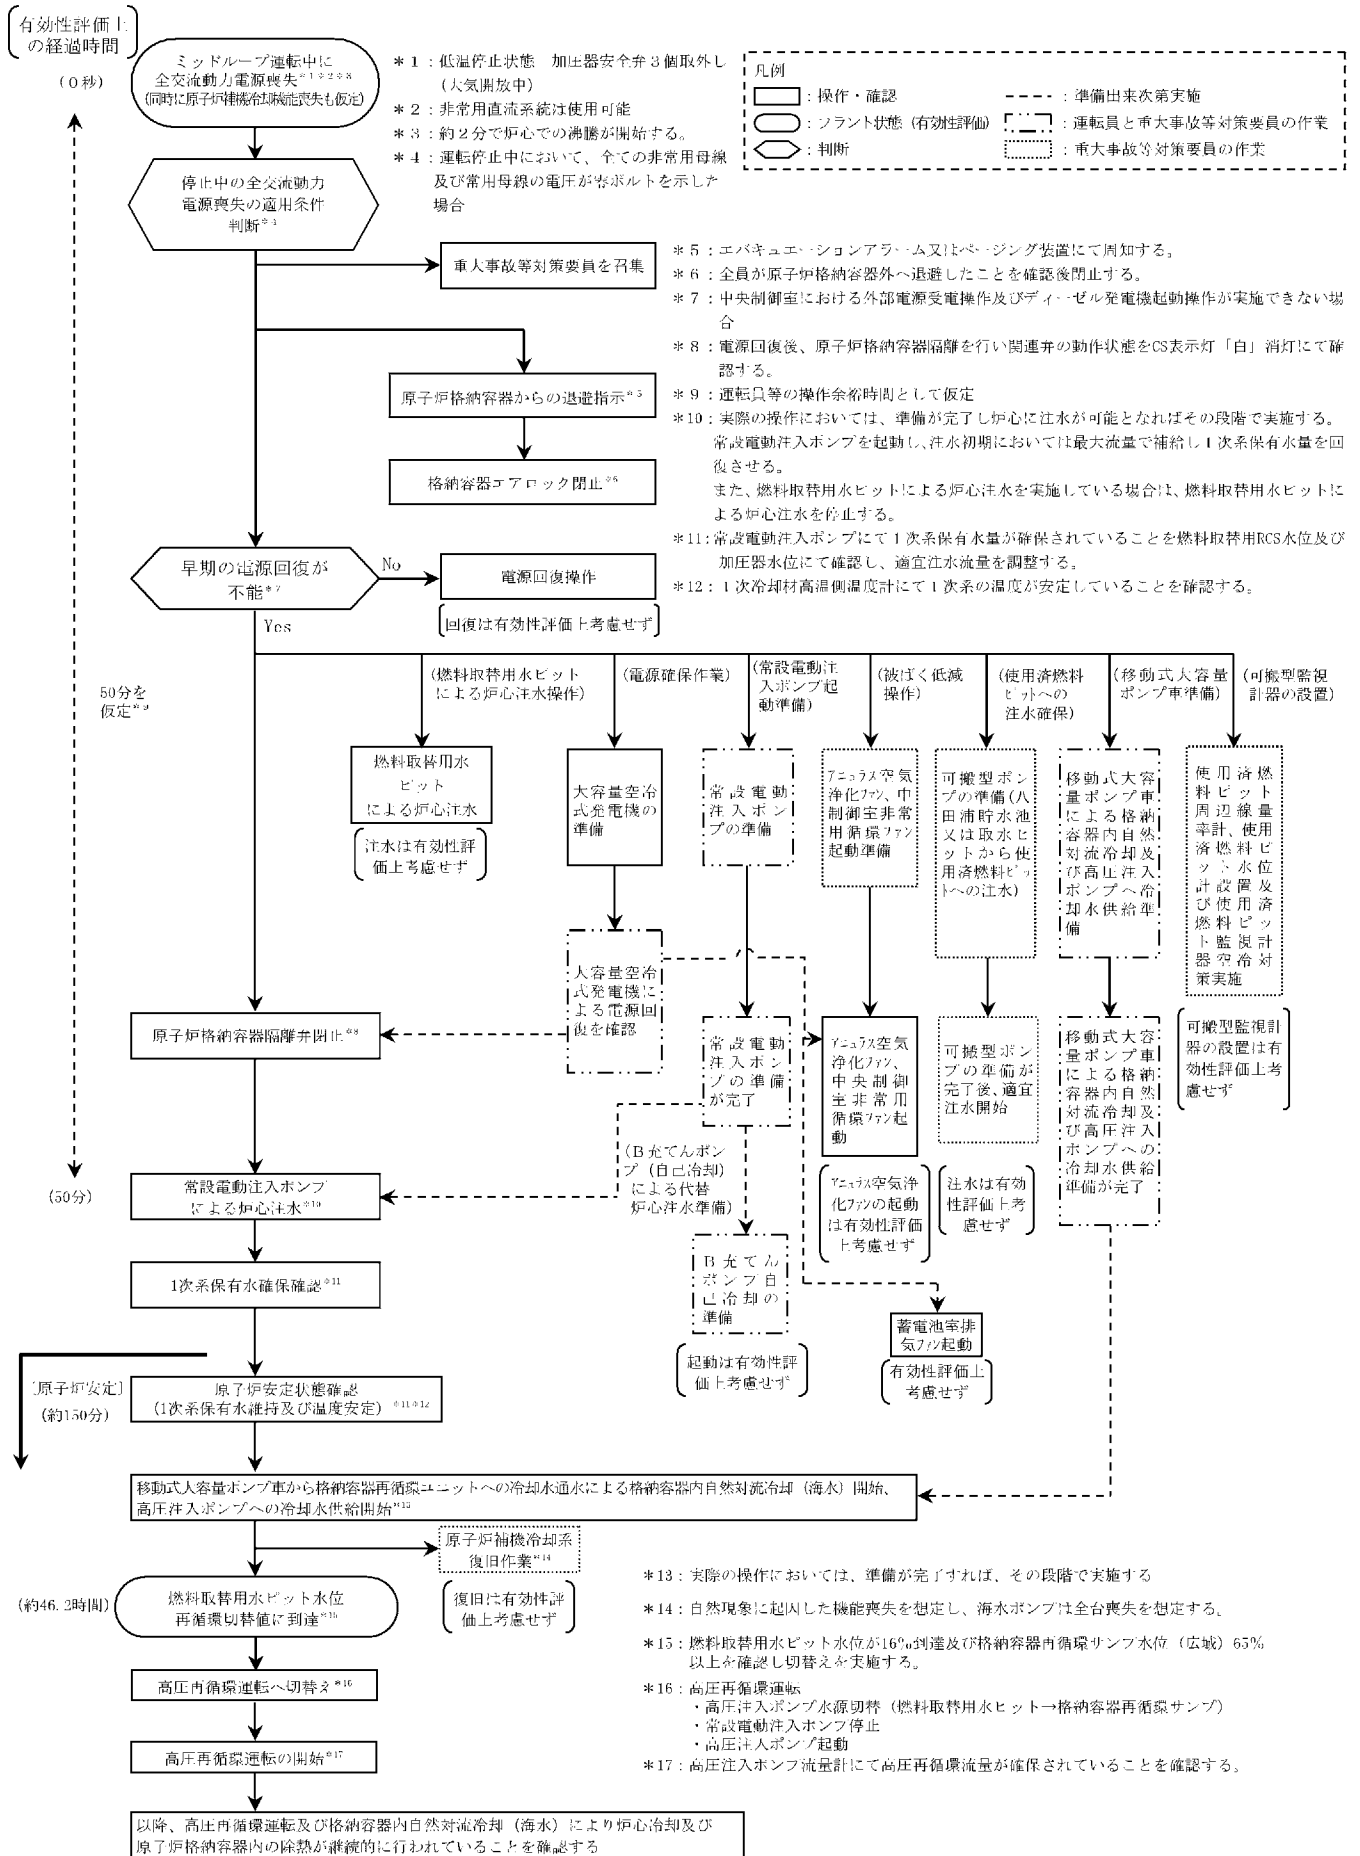 有効性評価上
の経過時間
(0秒)
ミッドループ運転中に
全交流動力電源喪失*1*2*3
(同時に原子炉補機冷却機能喪失も仮定)
*1:低温停止状態 加圧器安全弁3個取外し
(大気開放中)
*2:非常用直流系統は使用可能
*3:約2分で炉心での沸騰が開始する。
*4:運転停止中において、全ての非常用母線
及び常用母線の電圧が零ボルトを示した
場合
凡例
:操作・確認
:プラント状態(有効性評価)
:判断
:準備出来次第実施
:運転員と重大事故等対策要員の作業
:重大事故等対策要員の作業
停止中の全交流動力
電源喪失の適用条件
判断*4
重大事故等対策要員を召集
原子炉格納容器からの退避指示*5
格納容器エアロック閉止*6
*5:エバキュエーションアラーム又はページング装置にて周知する。
*6:全員が原子炉格納容器外へ退避したことを確認後閉止する。
*7:中央制御室における外部電源受電操作及びディーゼル発電機起動操作が実施できない場
合
*8:電源回復後、原子炉格納容器隔離を行い関連弁の動作状態をCS表示灯「白」消灯にて確
認する。
*9:運転員等の操作余裕時間として仮定
*10:実際の操作においては、準備が完了し炉心に注水が可能となればその段階で実施する。
常設電動注入ポンプを起動し、注水初期においては最大流量で補給し1次系保有水量を回
復させる。
また、燃料取替用水ピットによる炉心注水を実施している場合は、燃料取替用水ピットに
よる炉心注水を停止する。
*11:常設電動注入ポンプにて1次系保有水量が確保されていることを燃料取替用RCS水位及び
加圧器水位にて確認し、適宜注水流量を調整する。
*12:1次冷却材高温側温度計にて1次系の温度が安定していることを確認する。
早期の電源回復が
不能*7
No
電源回復操作
回復は有効性評価上考慮せず
Yes
50分を
仮定*9
(燃料取替用水ピット
による炉心注水操作)
(電源確保作業)
(常設電動注
入ポンプ起
動準備)
(被ばく低減
操作)
(使用済燃料
ピットへの
注水確保)
(移動式大容量
ポンプ車準備)
(可搬型監視
計器の設置)
燃料取替用水
ピット
による炉心注水
注水は有効性評
価上考慮せず
大容量空冷
式発電機の
準備
常設電動
注入ポン
プの準備
アニュラス空気
浄化ファン、中
制御室非常
用循環ファン
起動準備
可搬型ポン
プの準備(八
田浦貯水池
又は取水ピ
ットから使
用済燃料ピッ
トへの注水)
移動式大容
量ポンプ車
による格納
容器内自然
対流冷却及
び高圧注入
ポンプへ冷
却水供給準
備
使用済燃
料ピット
周辺線量
率計、使用
済燃料ピ
ット水位
計設置及
び使用済
燃料ピッ
ト監視計
器空冷対
策実施
大容量空冷
式発電機に
よる電源回
復を確認
原子炉格納容器隔離弁閉止*8
常設電動
注入ポン
プの準備
が完了
アニュラス空気
浄化ファン、
中央制御
室非常用
循環ファン起
動
可搬型ポン
プの準備が
完了後、適宜
注水開始
移動式大容
量ポンプ車
による格納
容器内自然
対流冷却及
び高圧注入
ポンプへの
冷却水供給
準備が完了
可搬型監視計
器の設置は有
効性評価上考
慮せず
(B充てんポン
プ(自己冷却)
による代替
炉心注水準備)
アニュラス空気浄
化ファンの起動
は有効性評価
上考慮せず
注水は有効
性評価上考
慮せず
(50分)
常設電動注入ポンプ
による炉心注水*10
B充てん
ポンプ自
己冷却の
準備
起動は有効性評
価上考慮せず
1次系保有水確保確認*11
蓄電池室排
気ファン起動
有効性評価上
考慮せず
〔原子炉安定〕
(約150分)
原子炉安定状態確認
(1次系保有水維持及び温度安定)*11*12
移動式大容量ポンプ車から格納容器再循環ユニットへの冷却水通水による格納容器内自然対流冷却(海水)開始、
高圧注入ポンプへの冷却水供給開始*13
原子炉補機冷却系
復旧作業*14
復旧は有効性評
価上考慮せず
(約46.2時間)
燃料取替用水ピット水位
再循環切替値に到達*15
高圧再循環運転へ切替え*16
高圧再循環運転の開始*17
以降、高圧再循環運転及び格納容器内自然対流冷却(海水)により炉心冷却及び
原子炉格納容器内の除熱が継続的に行われていることを確認する
*13:実際の操作においては、準備が完了すれば、その段階で実施する
*14:自然現象に起因した機能喪失を想定し、海水ポンプは全台喪失を想定する。
*15:燃料取替用水ピット水位が16%到達及び格納容器再循環サンプ水位(広域)65%
以上を確認し切替えを実施する。
*16:高圧再循環運転
・高圧注入ポンプ水源切替(燃料取替用水ピット→格納容器再循環サンプ)
・常設電動注入ポンプ停止
・高圧注入ポンプ起動
*17:高圧注入ポンプ流量計にて高圧再循環流量が確保されていることを確認する。